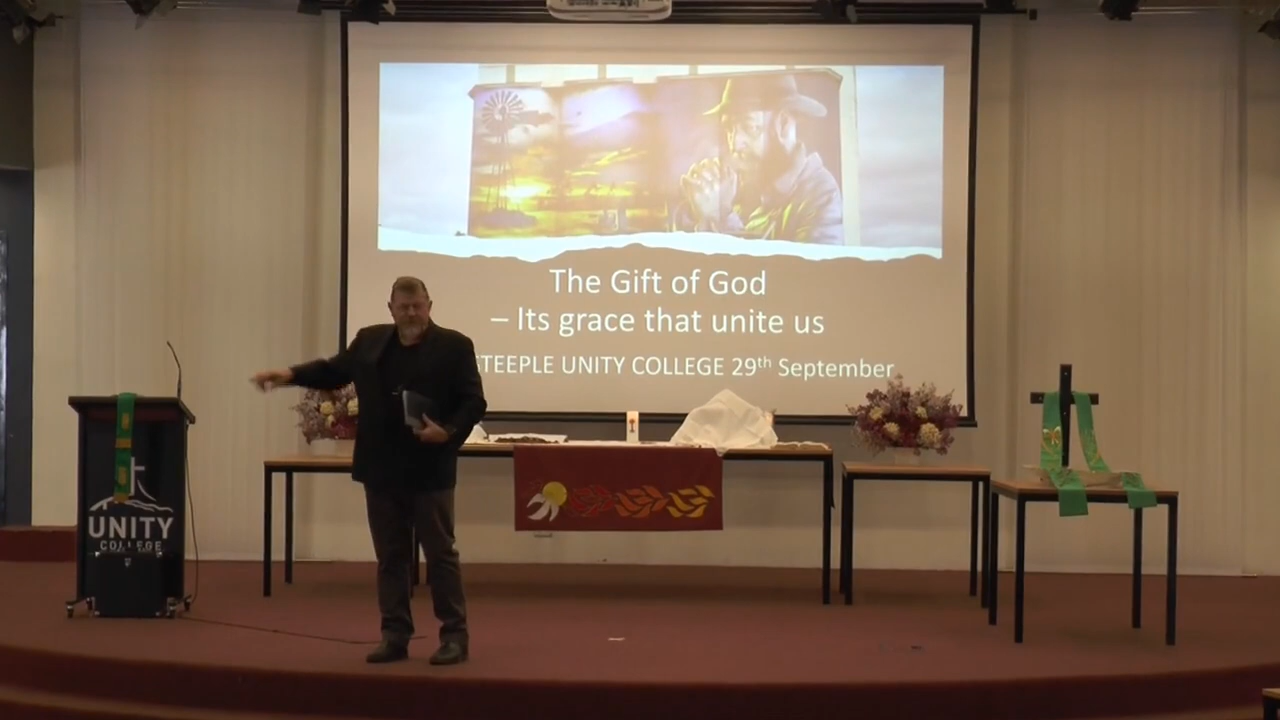 The Gift of God
– Its grace that unite us
STEEPLE UNITY COLLEGE 29th September
UNITY
COLLEGE